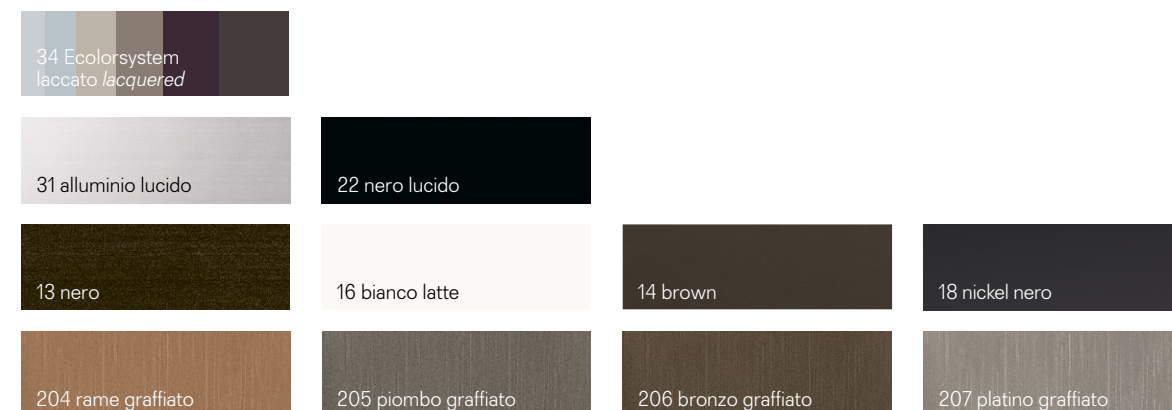 34 Ecolorsystem
laccato lacquered
31 alluminio lucido
22 nero lucido
13 nero
16 bianco latte
14 brown
18 nickel nero
204 rame graffiato
205 piombo graffiato
206 bronzo graffiato
207 platino graffiato